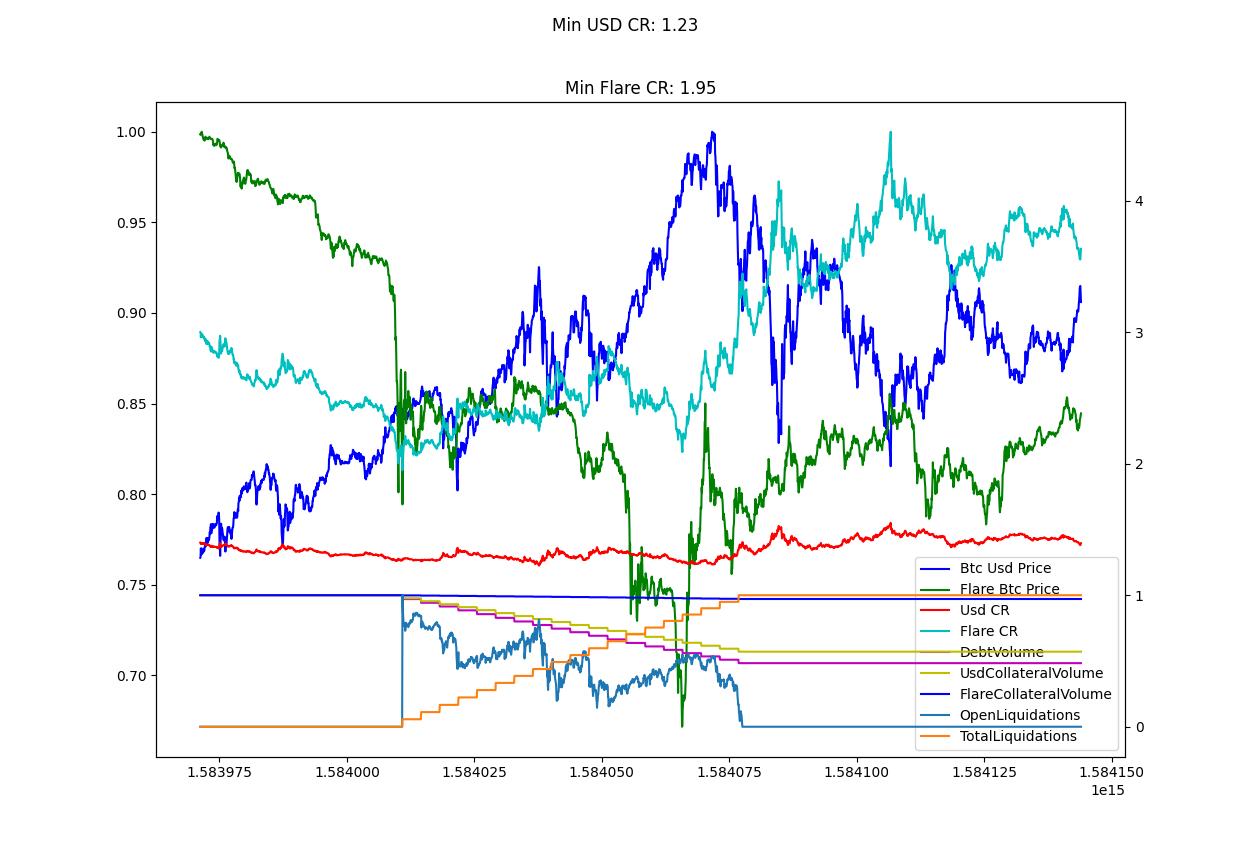 Min USD CR: 1.23
Min Flare CR: 1.95
1.00
0.95
0.90
0.85
0.80
0.75
0.70
4
3
2
1
0
Btc Usd Price
Flare Btc Price
Usd CR
Flare CR
DebtVolume
UsdCollateralVolume
FlareCollateralVolume
OpenLiquidations
TotalLiquidations
1.583975 1.584000 1.584025 1.584050 1.584075 1.584100 1.584125 1.584150
1e15